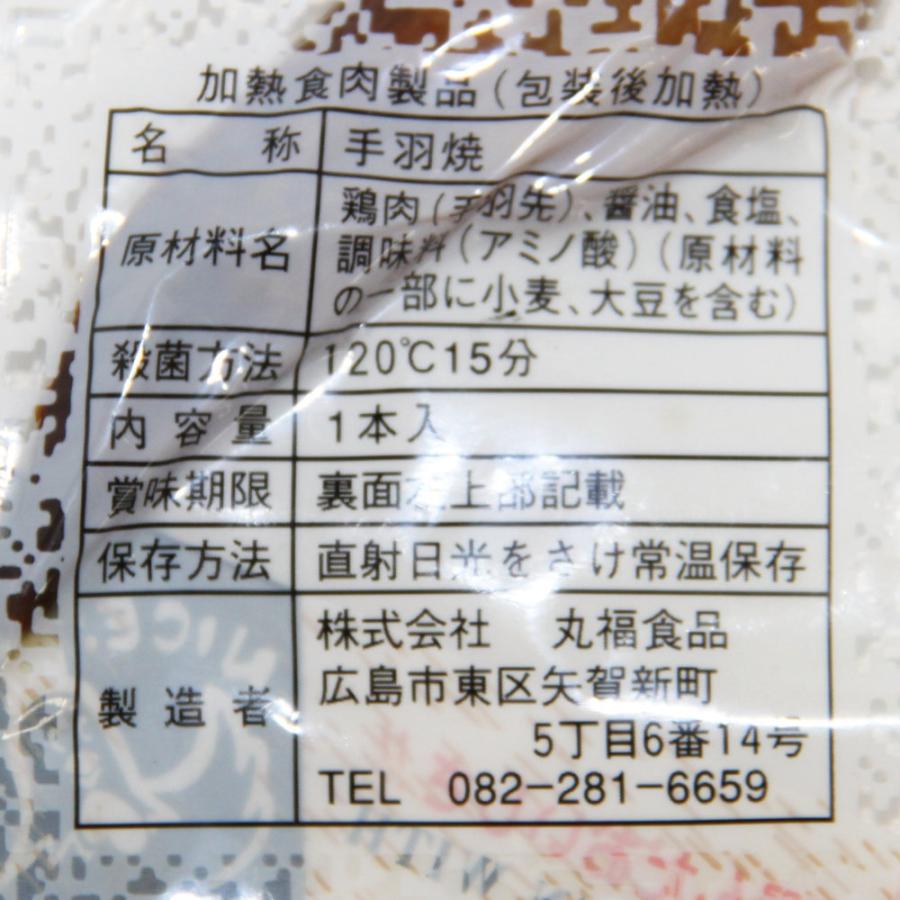 加熱食肉製品(包装後加熱)
名称 手羽焼
原材料名 鶏肉(手羽先)、醤油、食塩、
調味料(アミノ酸)(原材料
の一部に小麦、大豆を含む)
殺菌方法 120℃15分
内容量 1本入
賞味期限 裏面 上部記載
保存方法 直射日光をさけ常温保存
製造者 株式会社 丸福食品
広島市東区矢賀新町
5丁目6番14号
TEL 082-281-6659
NICE
WITH